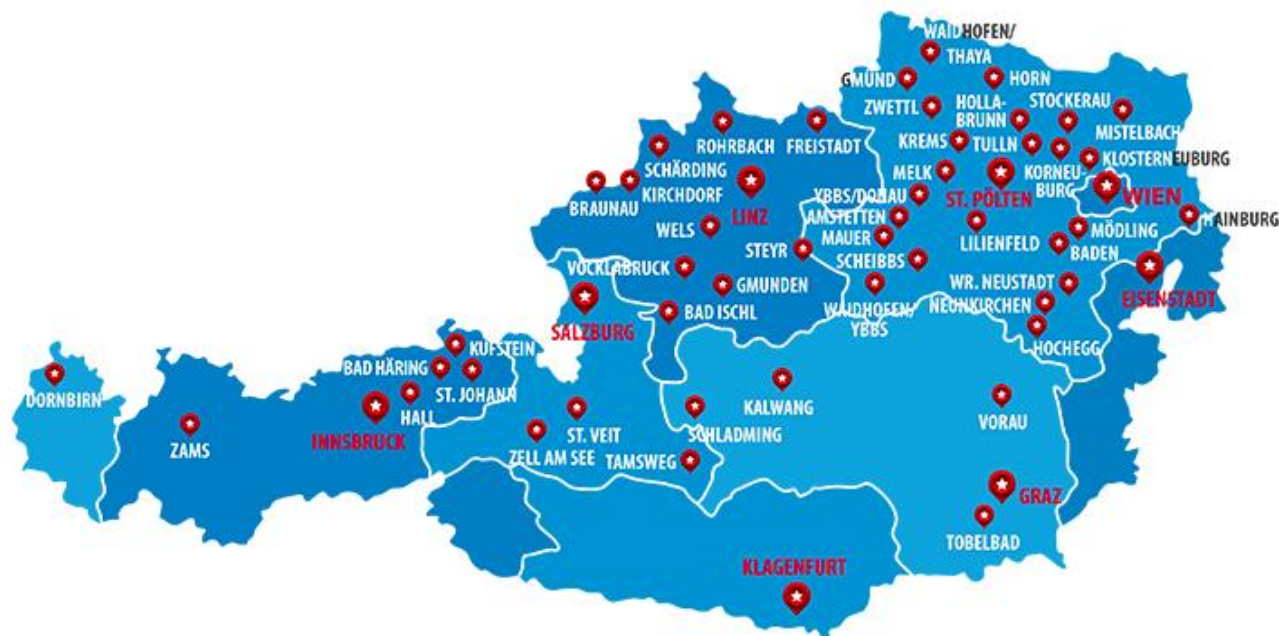 WAIDHOFEN/
THAYA
GMÜND
HORN
ZWETTL
HOLLA-
BRUNN
STOCKERAU
MISTELBACH
ROHRBACH
FREISTADT
KREMS
TULLN
KLOSTERNEUBURG
SCHÄRDING
KIRCHDORF
MELK
KORNEU-
BURG
BRAUNAU
LINZ
YBBS/DONAU
ST. PÖLTEN
WIEN
AMSTETTEN
HAINBURG
WELS
MAUER
LILIENFELD
MÖDLING
STEYR
BADEN
SCHEIBBS
VÖCKLABRUCK
GMUNDEN
WR. NEUSTADT
EISENSTADT
BAD ISCHL
WAIDHOFEN/
YBBS
NEUNKIRCHEN
SALZBURG
HOCHEGG
KUFSTEIN
BAD HÄRING
ST. JOHANN
DORNBIRN
KALWANG
VORAU
HALL
INNSBRUCK
ZAMS
ST. VEIT
SCHLADMING
ZELL AM SEE
TAMSWEG
GRAZ
TOBELBAD
KLAGENFURT